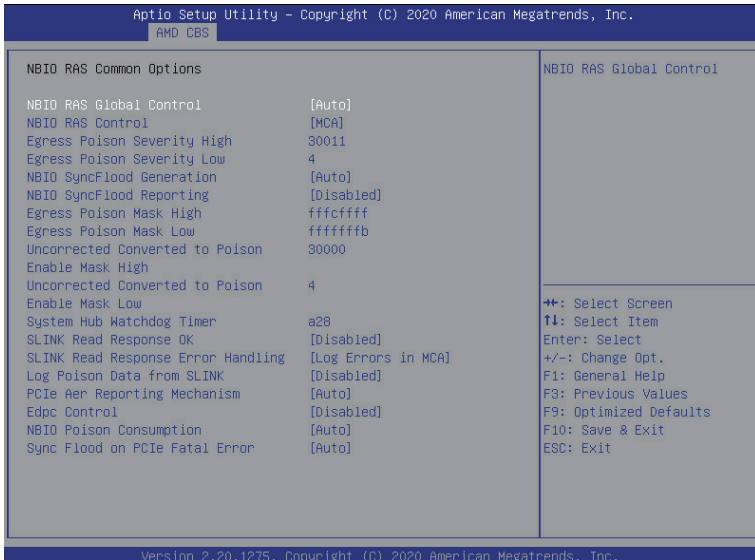 Aptio Setup Utility – Copyright (C) 2020 American Megatrends, Inc.
AMD CBS
NBIO RAS Common Options
NBIO RAS Global Control [Auto]
NBIO RAS Control [MCA]
Egress Poison Severity High 30011
Egress Poison Severity Low 4
NBIO SyncFlood Generation [Auto]
NBIO SyncFlood Reporting [Disabled]
Egress Poison Mask High fffcffff
Egress Poison Mask Low fffffffb
Uncorrected Converted to Poison 30000
Enable Mask High
Uncorrected Converted to Poison 4
Enable Mask Low
System Hub Watchdog Timer a28
SLINK Read Response OK [Disabled]
SLINK Read Response Error Handling [Log Errors in MCA]
Log Poison Data from SLINK [Disabled]
PCIe Aer Reporting Mechanism [Auto]
Edpc Control [Disabled]
NBIO Poison Consumption [Auto]
Sync Flood on PCIe Fatal Error [Auto]
NBIO RAS Global Control
→←: Select Screen
↑↓: Select Item
Enter: Select
+/-: Change Opt.
F1: General Help
F3: Previous Values
F9: Optimized Defaults
F10: Save & Exit
ESC: Exit
Version 2.20.1275. Copyright (C) 2020 American Megatrends, Inc.